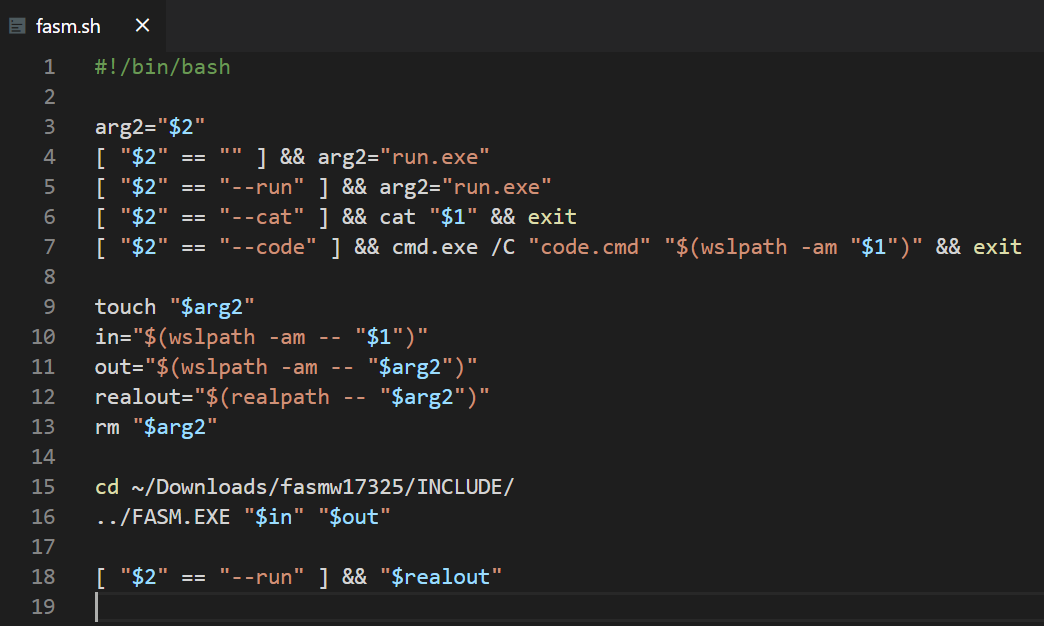 fasm.sh
1 #!/bin/bash
2
3 arg2="$2"
4 [ "$2" == "" ] && arg2="run.exe"
5 [ "$2" == "--run" ] && arg2="run.exe"
6 [ "$2" == "--cat" ] && cat "$1" && exit
7 [ "$2" == "--code" ] && cmd.exe /C "code.cmd" "$(wslpath -am "$1")" && exit
8
9 touch "$arg2"
10 in="$(wslpath -am -- "$1")"
11 out="$(wslpath -am -- "$arg2")"
12 realout="$(realpath -- "$arg2")"
13 rm "$arg2"
14
15 cd ~/Downloads/fasmw17325/INCLUDE/
16 ../FASM.EXE "$in" "$out"
17
18 [ "$2" == "--run" ] && "$realout"
19